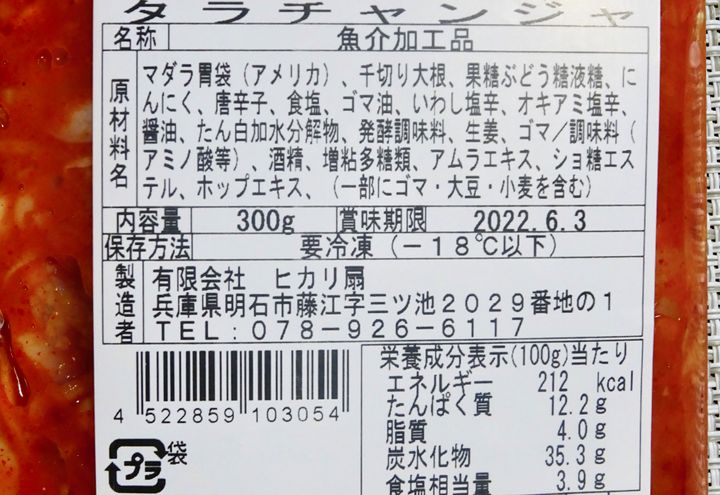 タラチャンジャ
名称 魚介加工品
原材料名 マダラ胃袋（アメリカ）、千切り大根、果糖ぶどう糖液糖、に
んにく、唐辛子、食塩、ゴマ油、いわし塩辛、オキアミ塩辛、
醤油、たん白加水分解物、発酵調味料、生姜、ゴマ／調味料（
アミノ酸等）、酒精、増粘多糖類、アムラエキス、ショ糖エス
テル、ホップエキス、（一部にゴマ・大豆・小麦を含む）
内容量 300g 賞味期限 2022.6.3
保存方法 要冷凍（－18℃以下）
製造者 有限会社 ヒカリ扇
兵庫県明石市藤江字三ツ池2029番地の1
TEL:078-926-6117
栄養成分表示(100g)当たり
エネルギー 212 kcal
たんぱく質 12.2g
脂質 4.0g
炭水化物 35.3g
食塩相当量 3.9g
4 522859 103054
プラ 袋